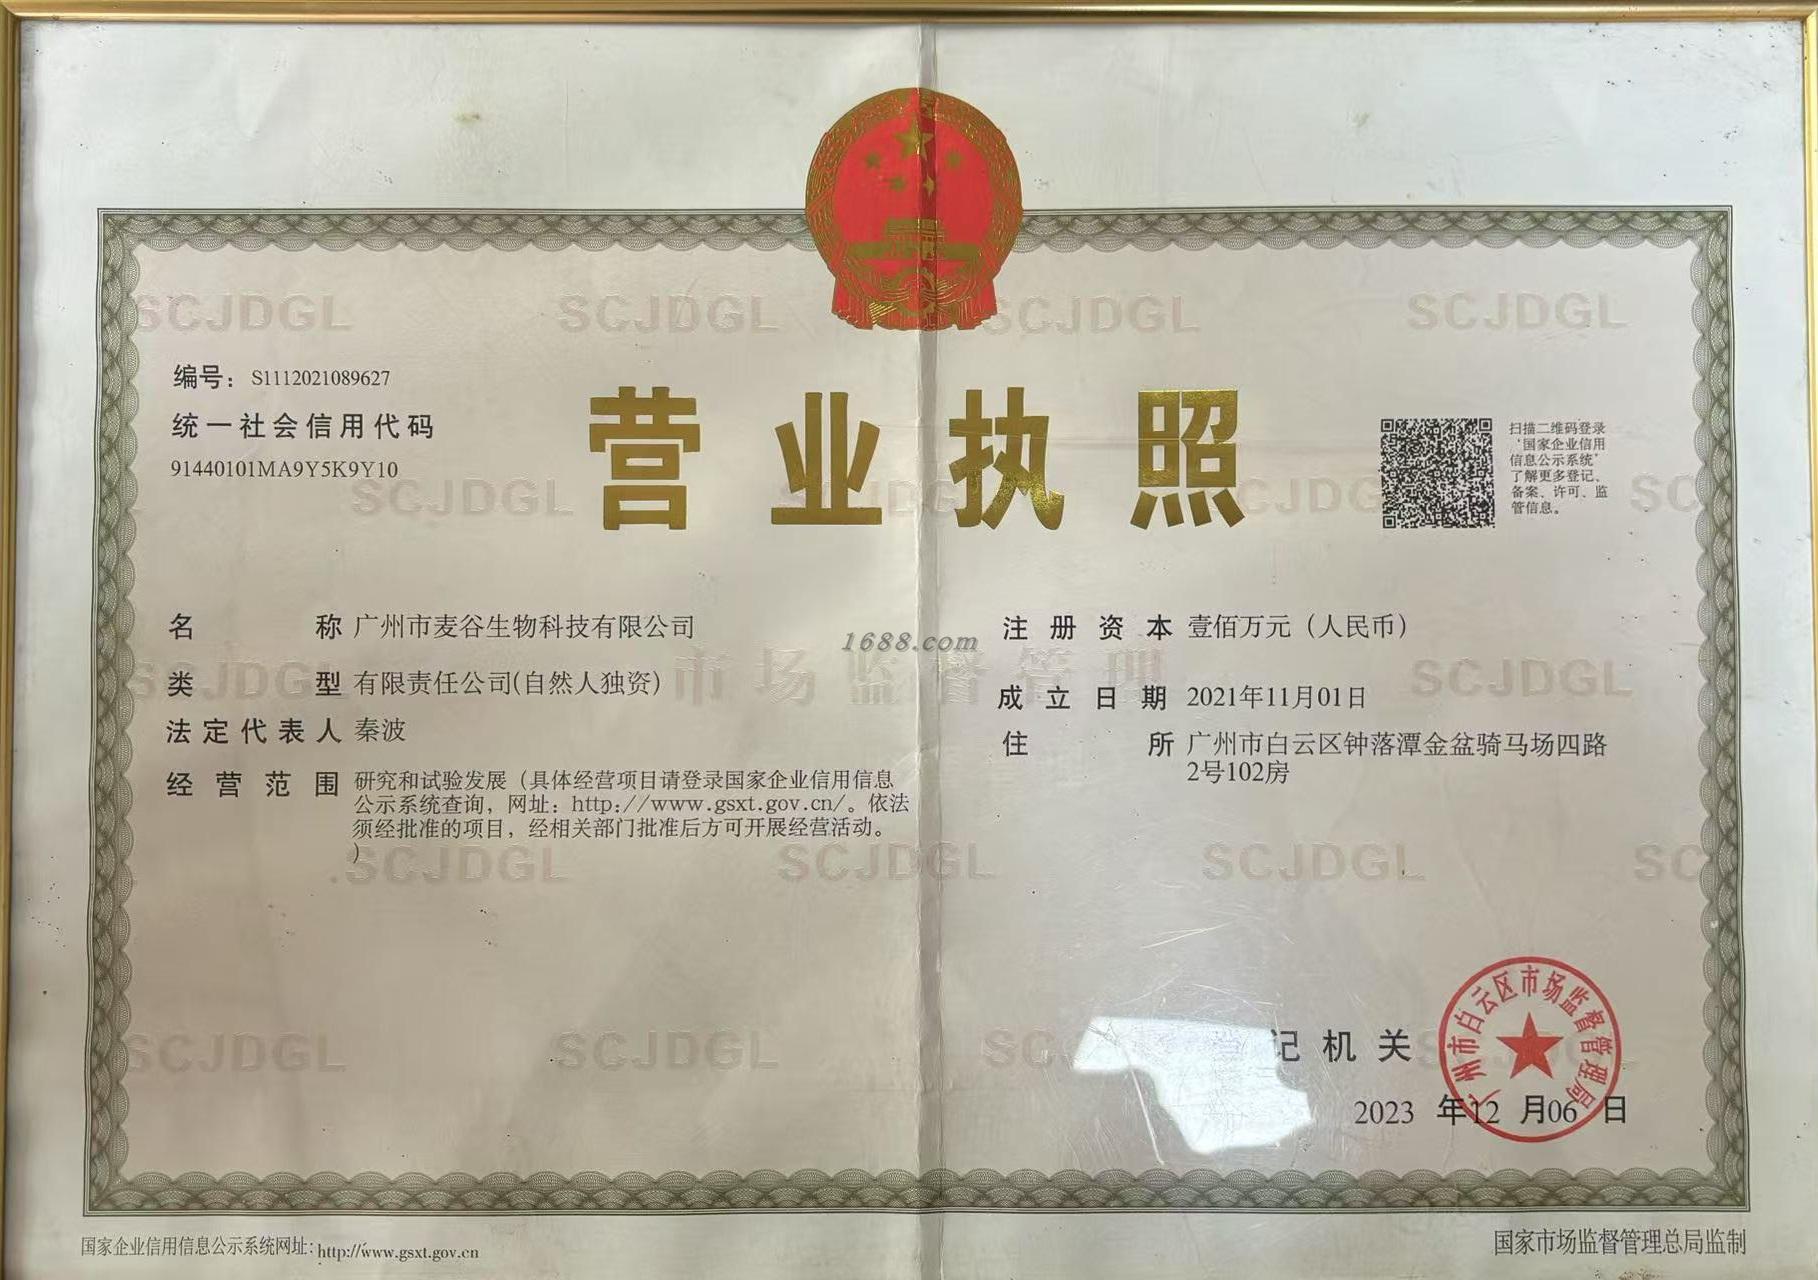 编号：S1112021089627
统一社会信用代码
91440101MA9Y5K9Y10
营业执照
扫描二维码登录
‘国家企业信用
信息公示系统’
了解更多登记、
备案、许可、监
管信息。
名称 广州市麦谷生物科技有限公司
类型 有限责任公司(自然人独资)
法定代表人 秦波
经营范围 研究和试验发展（具体经营项目请登录国家企业信用信息
公示系统查询，网址：http://www.gsxt.gov.cn/。依法
须经批准的项目，经相关部门批准后方可开展经营活动。
）
注册资本 壹佰万元（人民币）
成立日期 2021年11月01日
住所 广州市白云区钟落潭金盆骑马场四路
2号102房
1688.com
市场监督管理
SCJDGL SCJDGL SCJDGL SCJDGL
记机关
广州市白云区市场监督管理局
2023 年12 月06 日
国家企业信用信息公示系统网址：http://www.gsxt.gov.cn
国家市场监督管理总局监制